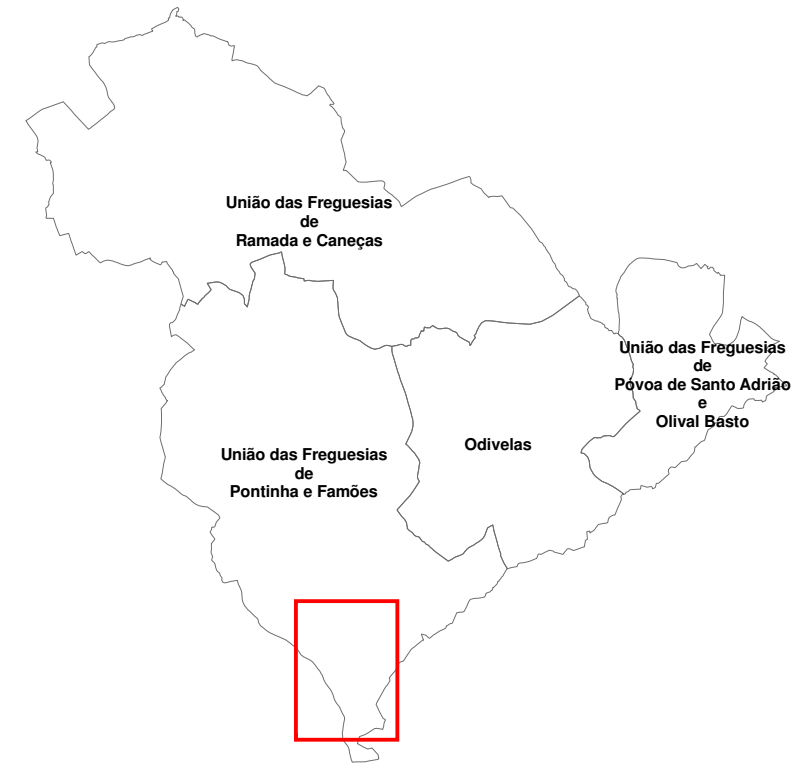 União das Freguesias
de
Ramada e Caneças
União das Freguesias
de
Póvoa de Santo Adrião
e
Olival Basto
Odivelas
União das Freguesias
de
Pontinha e Famões